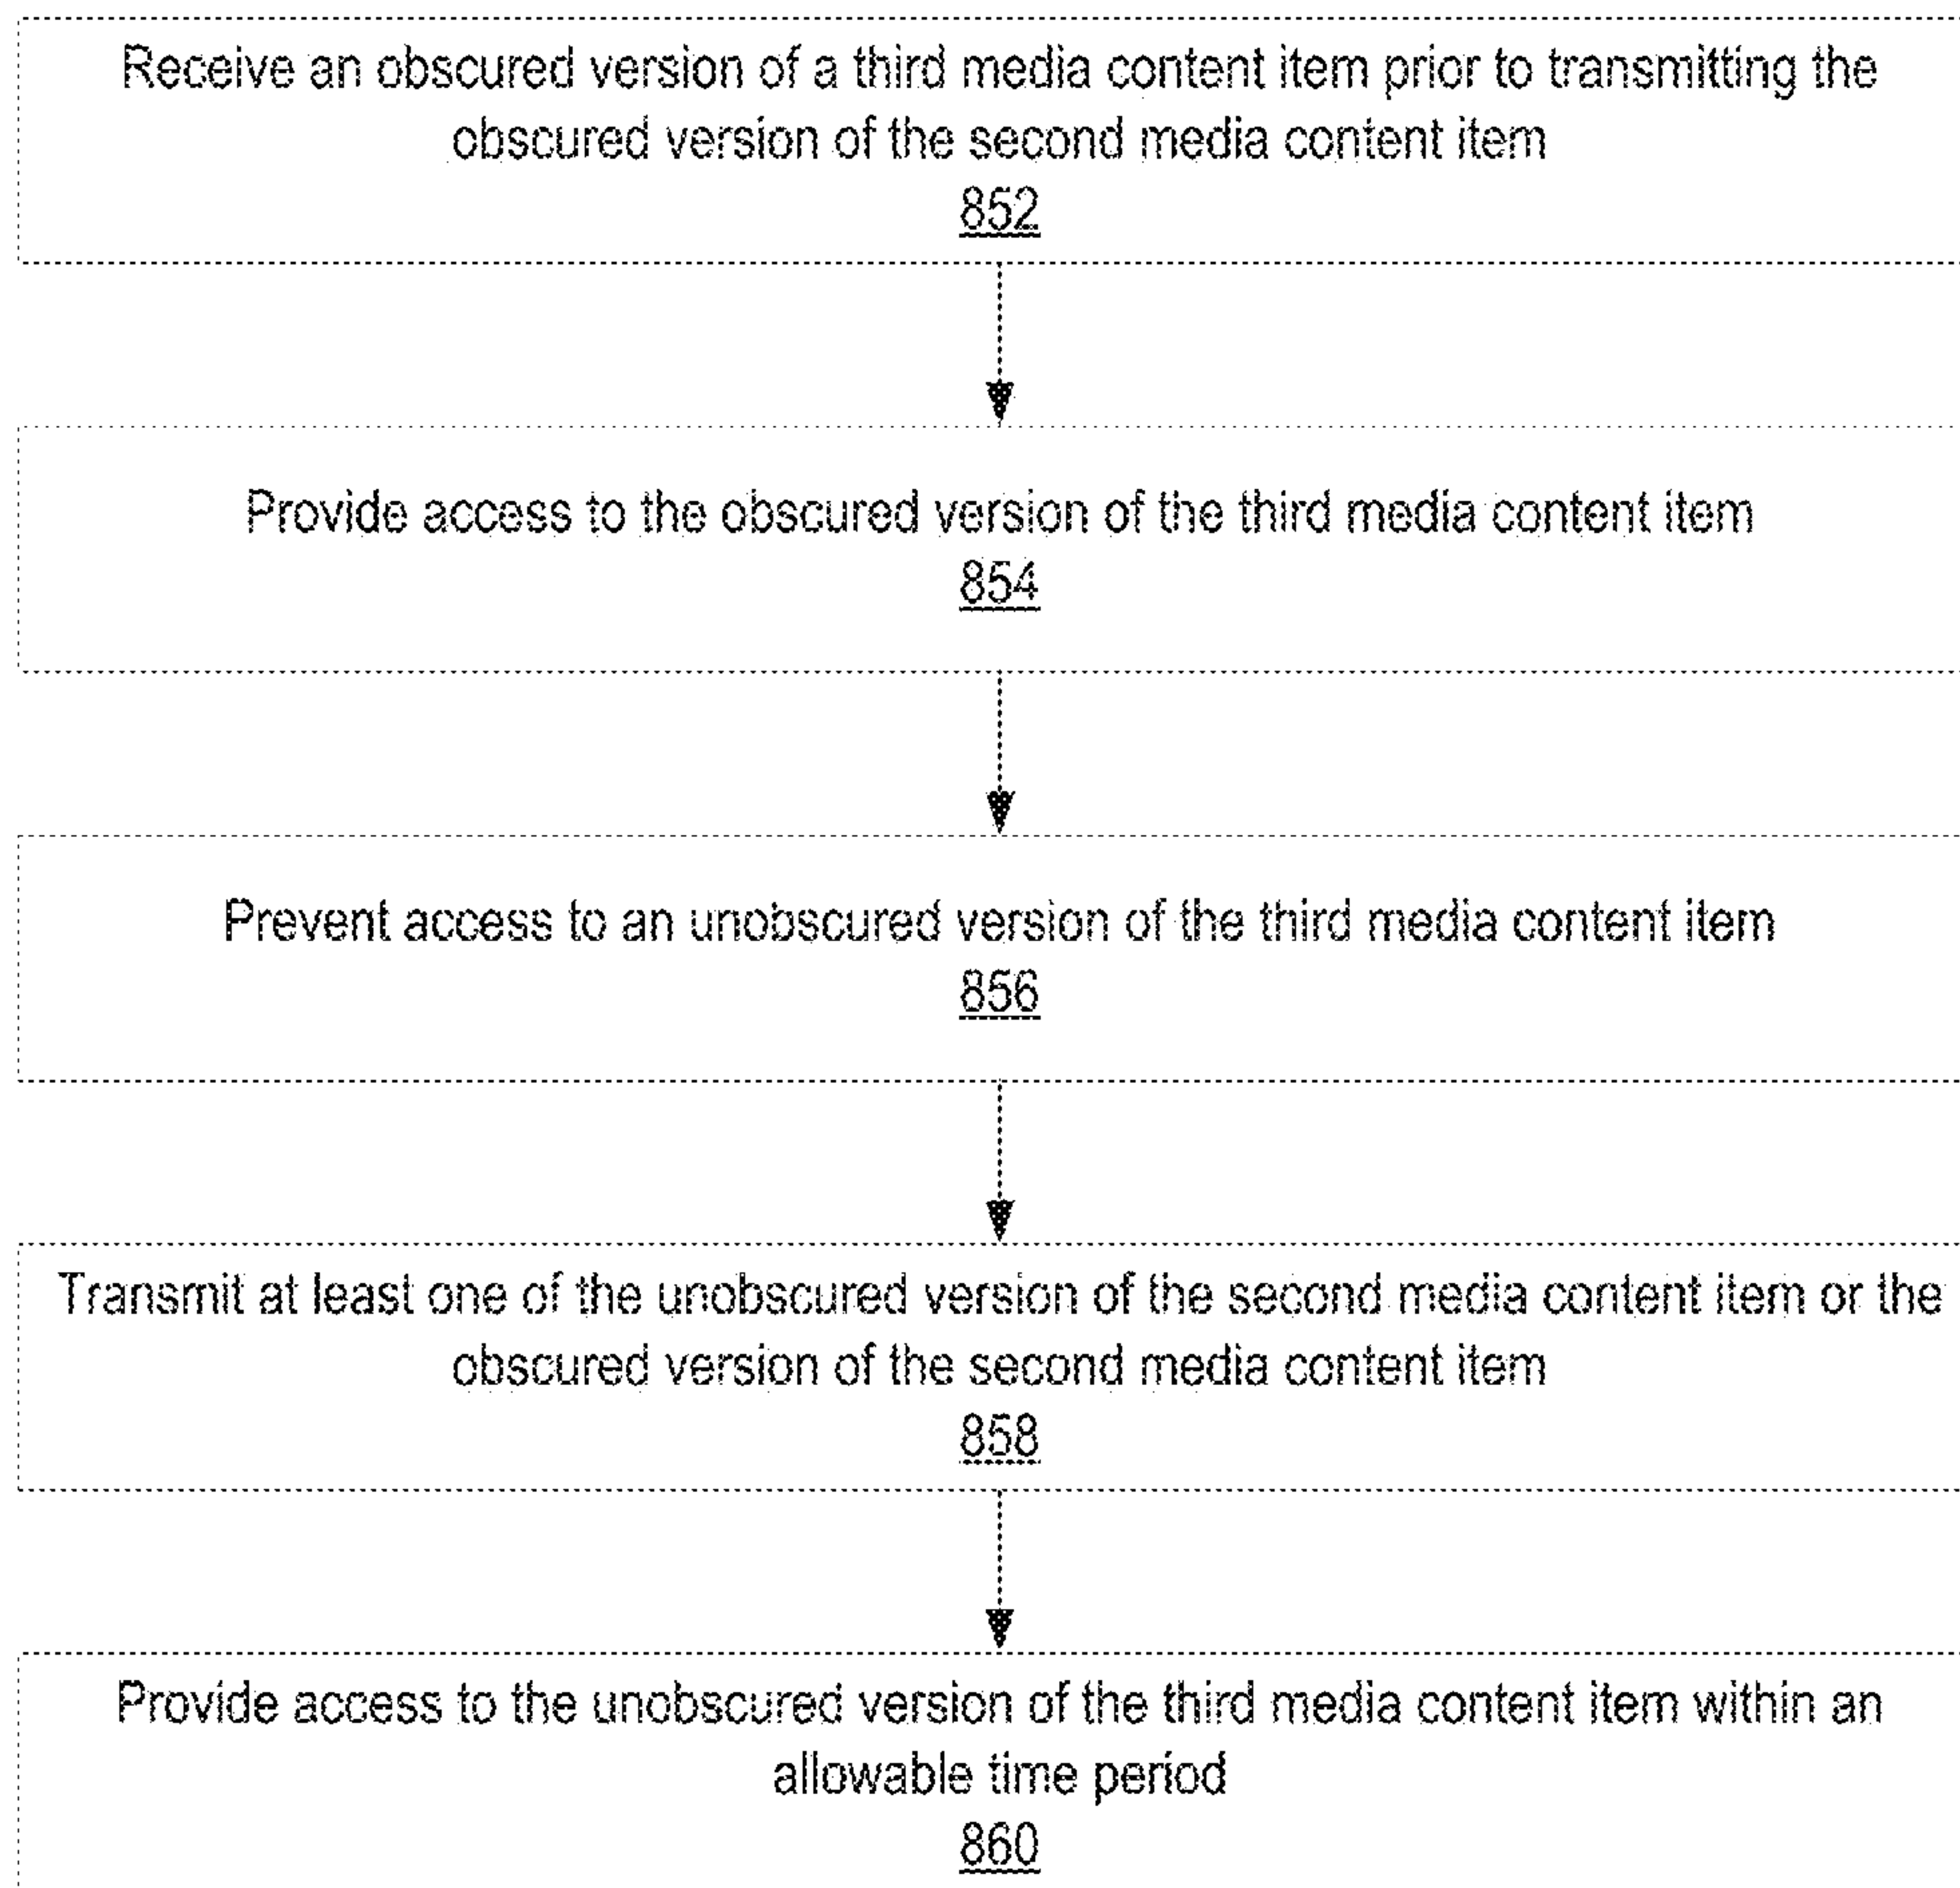 Receive an obscured version of a third media content item prior to transmitting the
obscured version of the second media content item
852
Provide access to the obscured version of the third media content item
854
Prevent access to an unobscured version of the third media content item
856
Transmit at least one of the unobscured version of the second media content item or the
obscured version of the second media content item
858
Provide access to the unobscured version of the third media content item within an
allowable time period
860